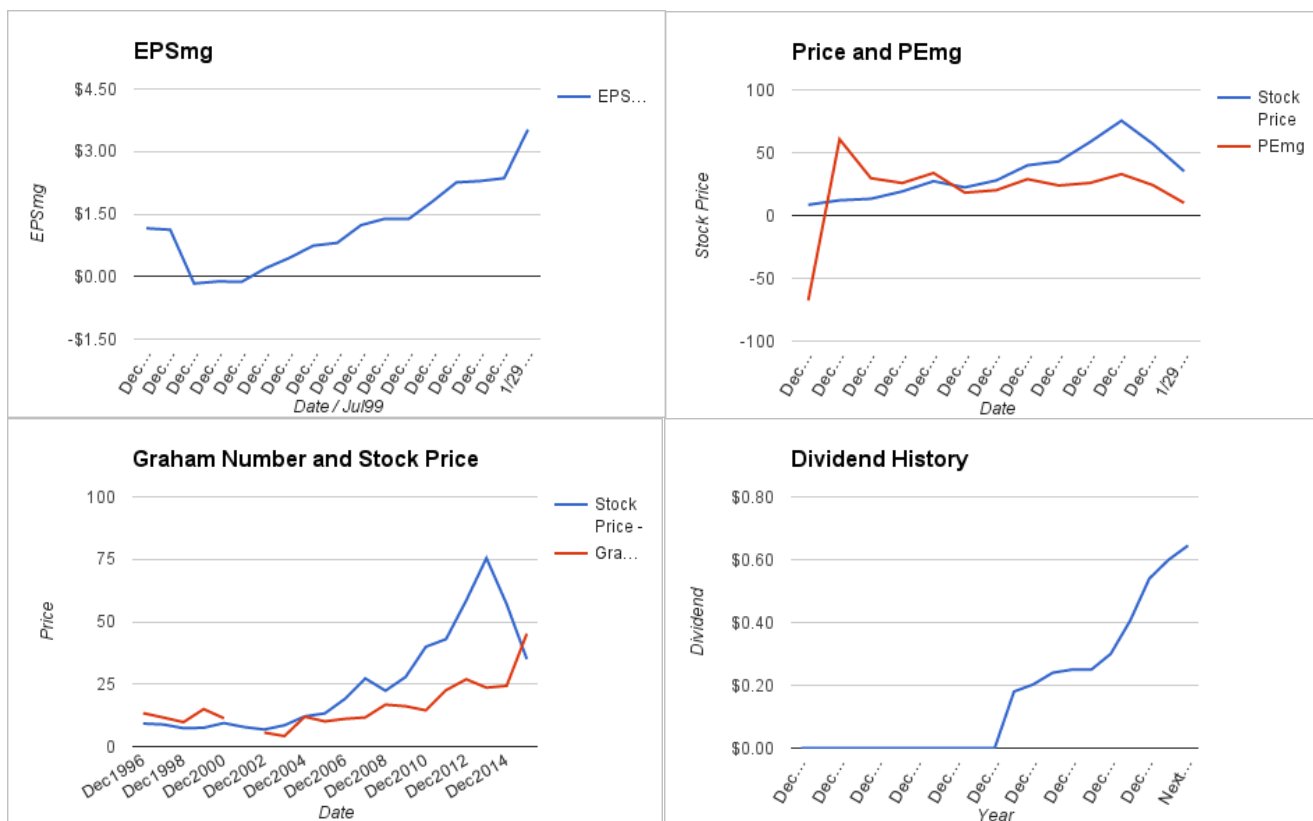 EPSmg
$4.50
$3.00
$1.50
$0.00
-$1.50
EPSmg
EPS…
Dec… Dec… Dec… Dec… Dec… Dec… Dec… Dec… Dec… Dec… Dec… Dec… Dec… Dec… Dec… Dec… 1/29…
Date / Jul99
Price and PEmg
100
50
0
-50
-100
Stock Price
Stock
Price
PEmg
Dec… Dec… Dec… Dec… Dec… Dec… Dec… Dec… Dec… Dec… Dec… Dec… 1/29…
Date
Graham Number and Stock Price
100
75
50
25
0
Price
Stock
Price -
Gra…
Dec1996 Dec1998 Dec2000 Dec2002 Dec2004 Dec2006 Dec2008 Dec2010 Dec2012 Dec2014
Date
Dividend History
$0.80
$0.60
$0.40
$0.20
$0.00
Dividend
Dec… Dec… Dec… Dec… Dec… Dec… Dec… Dec… Dec… Dec… Next…
Year